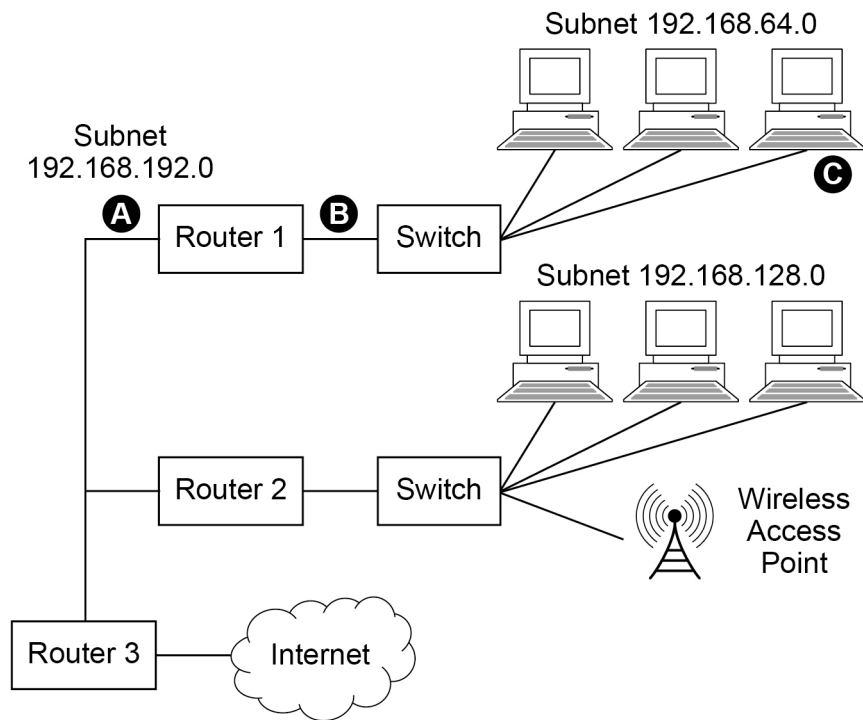 Subnet 192.168.64.0
Subnet
192.168.192.0
A
B
C
Router 1
Switch
Subnet 192.168.128.0
Router 2
Switch
Wireless
Access
Point
Router 3
Internet